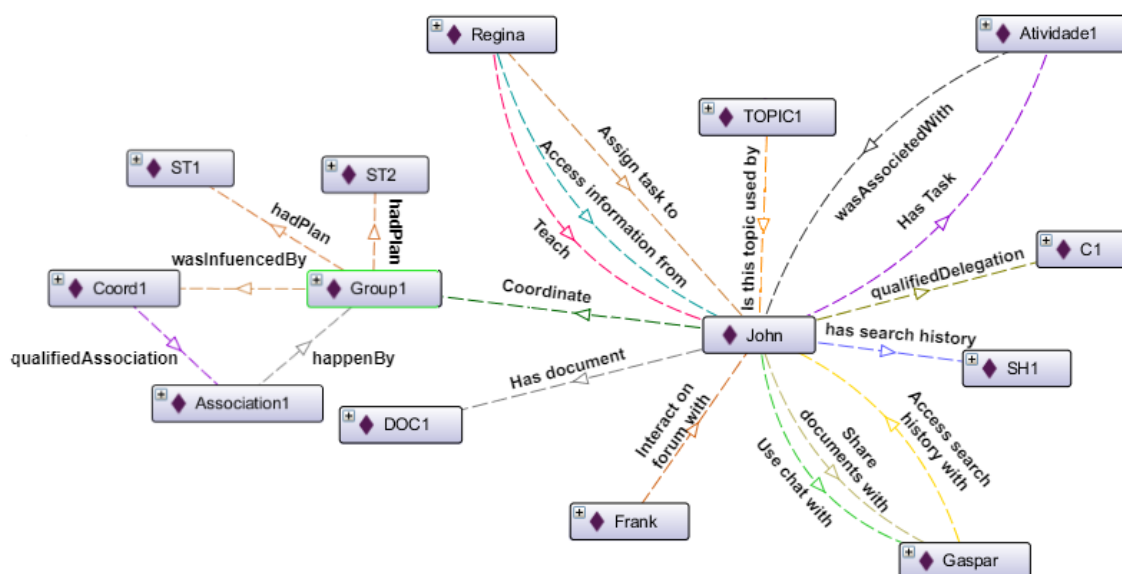 Regina
Atividade1
TOPIC1
ST1
ST2
Assign task to
Access information from
Teach
Is this topic used by
wasAssocietedWith
Has Task
hadPlan
hadPlan
wasInfuencedBy
Coord1
Group1
Coordinate
qualifiedDelegation
C1
John
has search history
SH1
qualifiedAssociation
happenBy
Has document
Association1
DOC1
Interact on
forum with
Share
documents with
Use chat with
Access search
history with
Frank
Gaspar